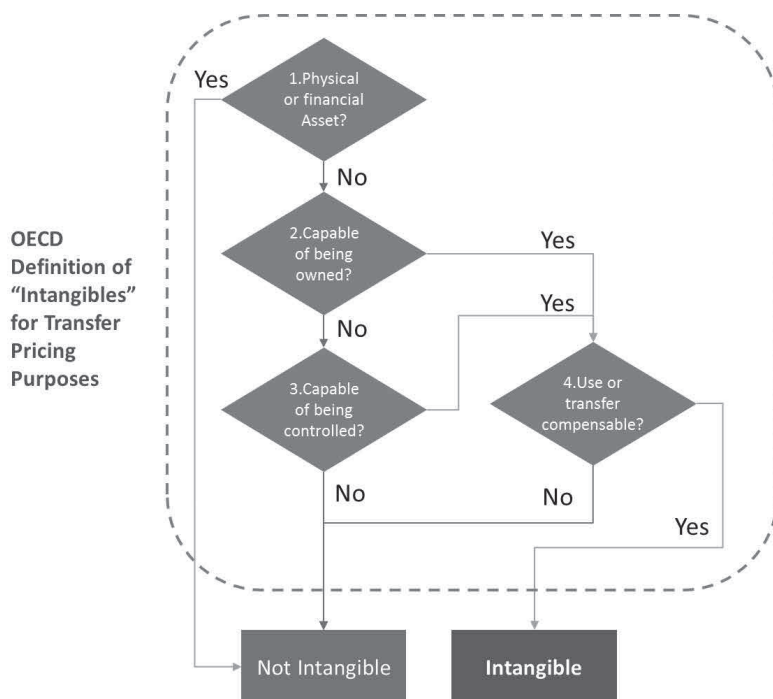 Yes
1.Physical
or financial
Asset?
No
OECD
Definition of
“Intangibles”
for Transfer
Pricing
Purposes
2.Capable
of being
owned?
Yes
Yes
No
3.Capable
of being
controlled?
4.Use or
transfer
compensable?
No
No
Yes
Not Intangible
Intangible